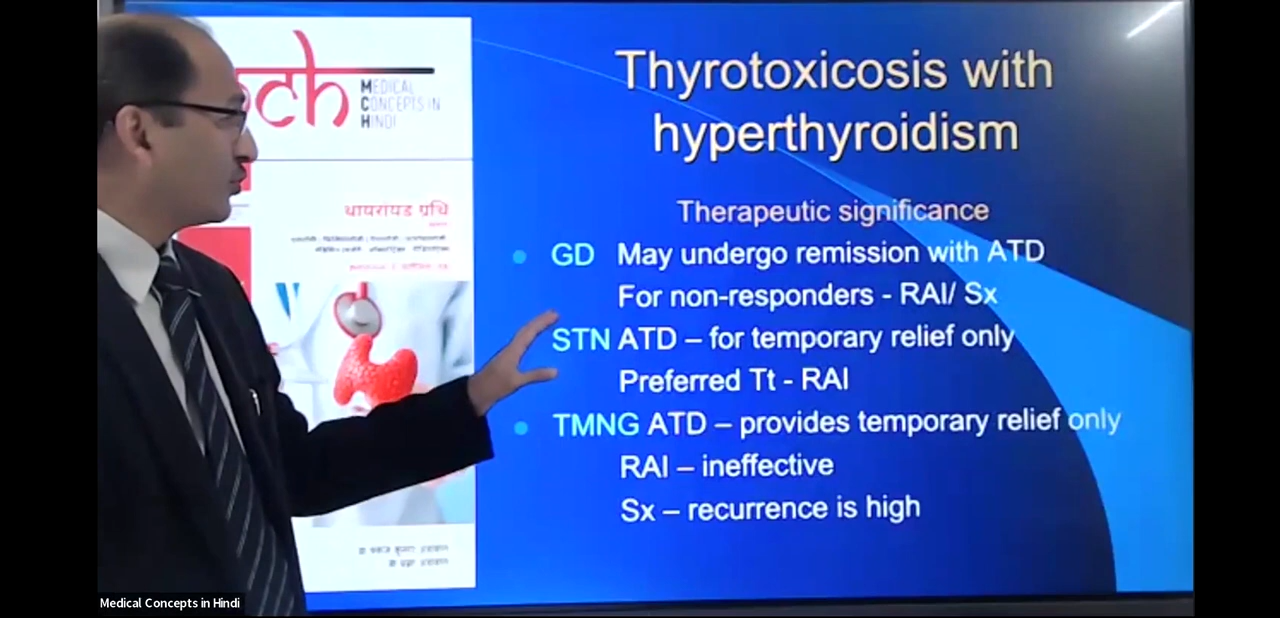 och
MEDICAL
CONCEPTS IN
HINDI
थायरायड ग्रंथि
Thyrotoxicosis with
hyperthyroidism
Therapeutic significance
GD May undergo remission with ATD
For non-responders - RAI/ Sx
STN ATD – for temporary relief only
Preferred Tt - RAI
TMNG ATD – provides temporary relief only
RAI – ineffective
Sx – recurrence is high
Medical Concepts in Hindi